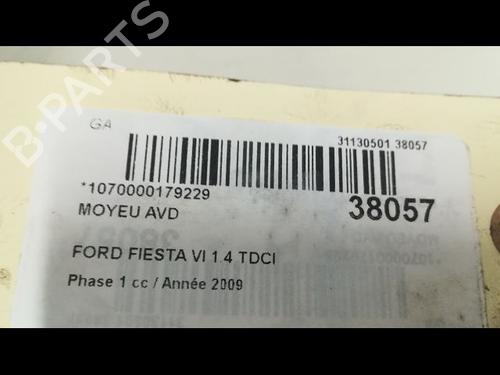 B-PARTS
GA
31130501 38057
*1070000179229
38057
MOYEU AVD
FORD FIESTA VI 1.4 TDCI
Phase 1 cc / Année 2009